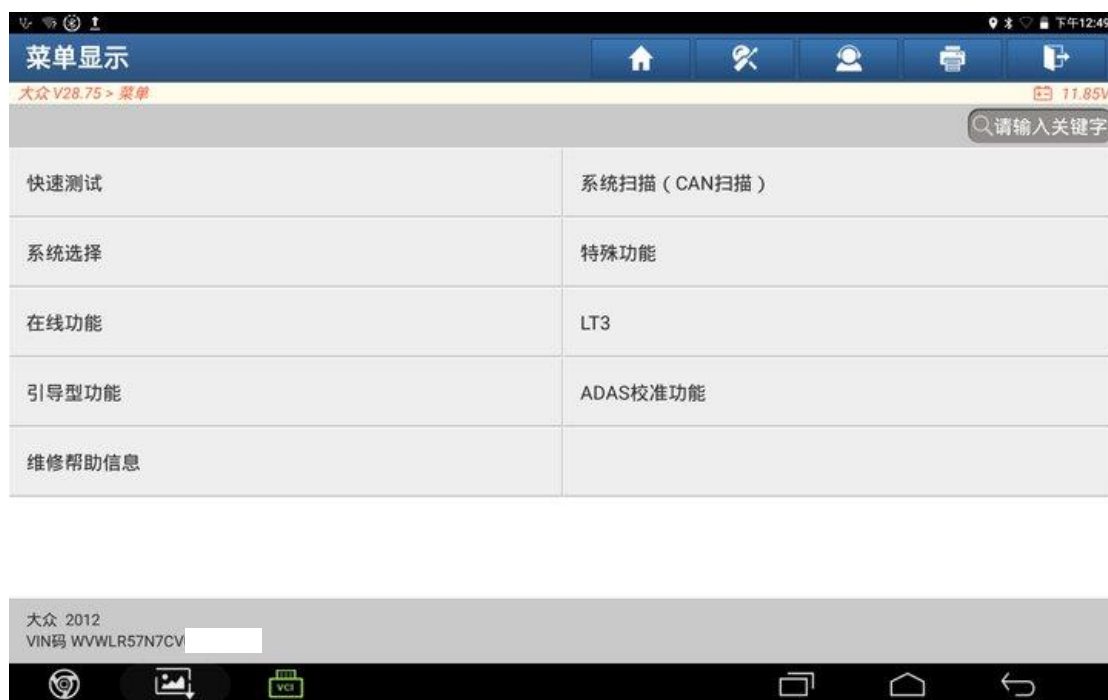 下午12:49
菜单显示
大众 V28.75 > 菜单
11.85V
请输入关键字
快速测试
系统扫描（CAN扫描）
系统选择
特殊功能
在线功能
LT3
引导型功能
ADAS校准功能
维修帮助信息
大众 2012
VIN码 WVWLR57N7CV
VCI